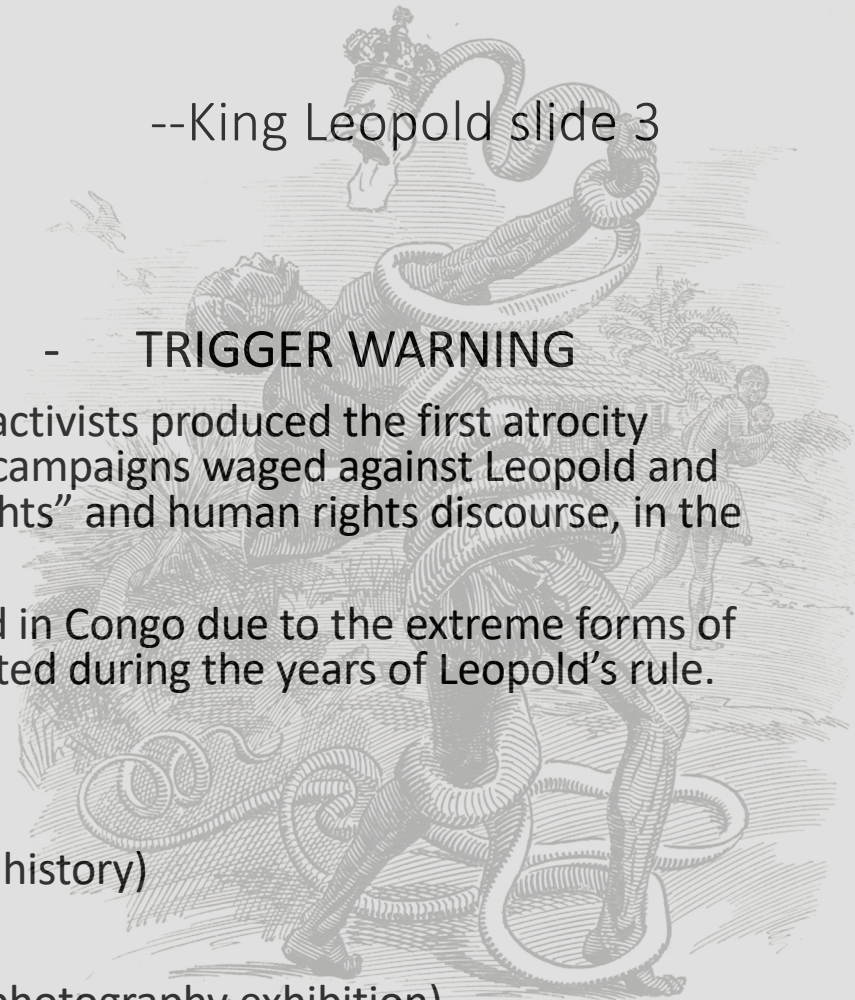 --King Leopold slide 3
- TRIGGER WARNING
activists produced the first atrocity
campaigns waged against Leopold and
hts” and human rights discourse, in the
d in Congo due to the extreme forms of
ted during the years of Leopold’s rule.
history)
photography exhibition)